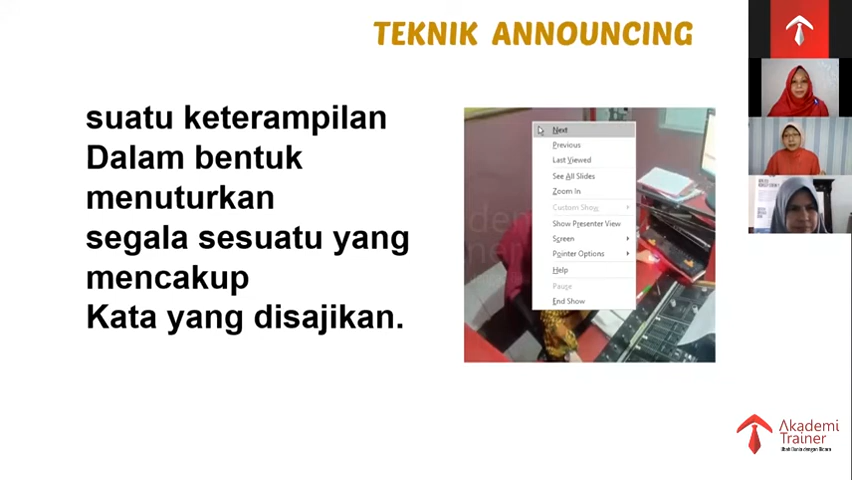 TEKNIK ANNOUNCING
suatu keterampilan
Dalam bentuk
menuturkan
segala sesuatu yang
mencakup
Kata yang disajikan.
Next
Previous
Last Viewed
See All Slides
Zoom In
Custom Show
Show Presenter View
Screen
Pointer Options
Help
Pause
End Show
Akademi
Trainer